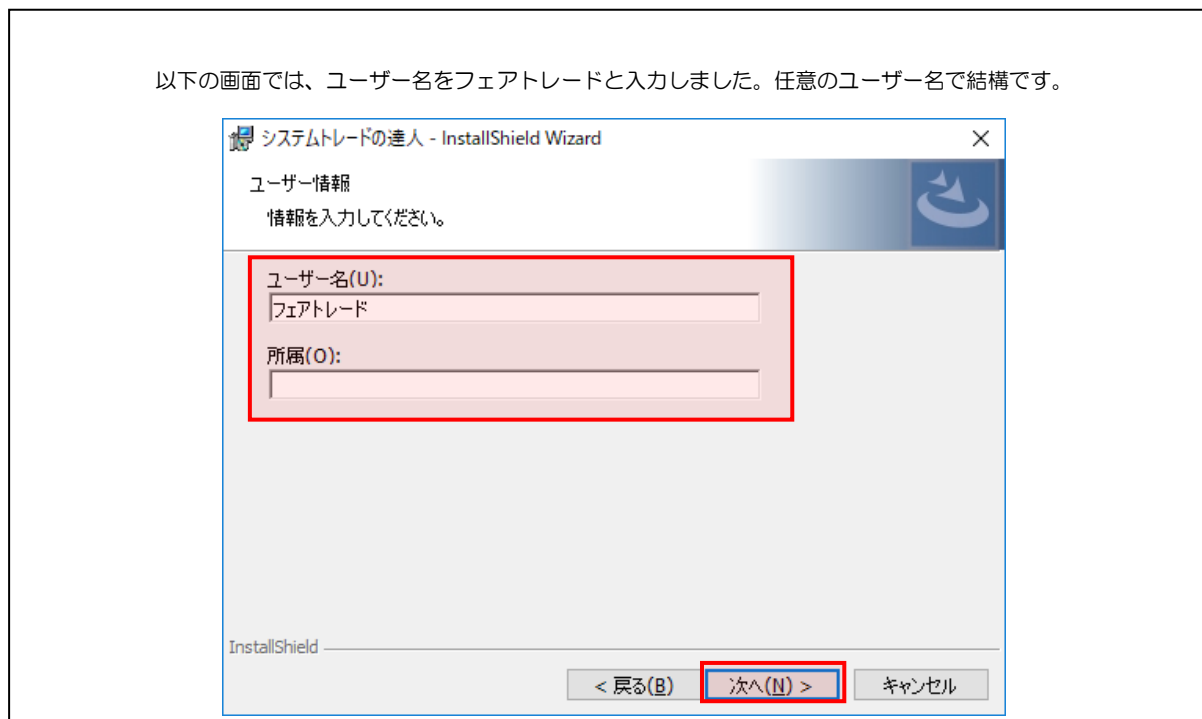 以下の画面では、ユーザー名をフェアトレードと入力しました。任意のユーザー名で結構です。
システムトレードの達人 - InstallShield Wizard
ユーザー情報
情報を入力してください。
ユーザー名(U):
フェアトレード
所属(O):
InstallShield
< 戻る(B) 次へ(N) > キャンセル